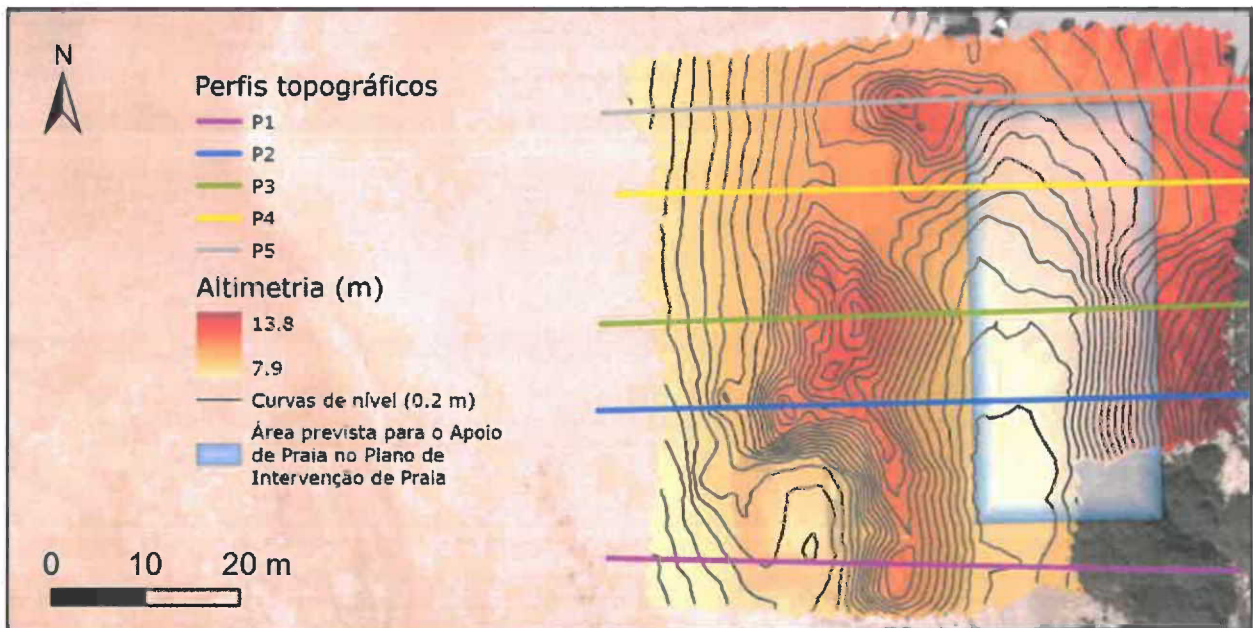 N
Perfis topográficos
P1
P2
P3
P4
P5
Altimetria (m)
13.8
7.9
Curvas de nível (0.2 m)
Área prevista para o Apoio
de Praia no Plano de
Intervenção de Praia
0 10 20 m